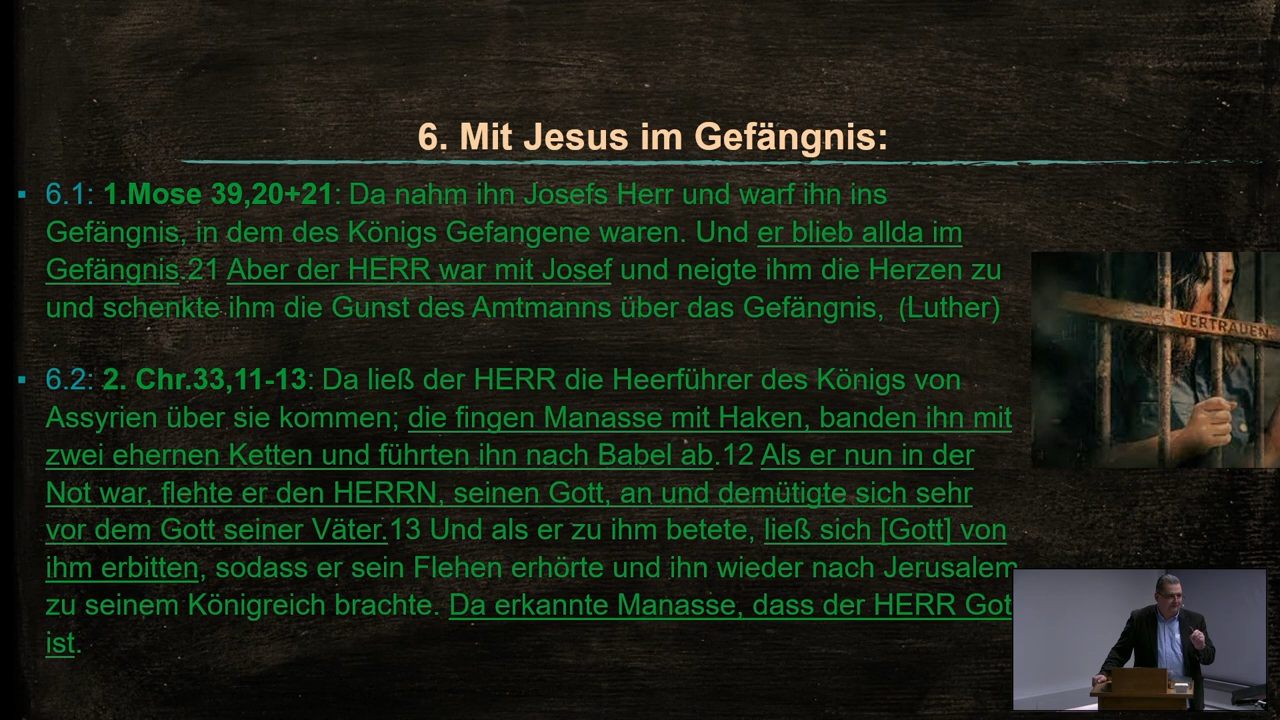 6. Mit Jesus im Gefängnis:
▪ 6.1: 1.Mose 39,20+21: Da nahm ihn Josefs Herr und warf ihn ins
Gefängnis, in dem des Königs Gefangene waren. Und er blieb allda im
Gefängnis.21 Aber der HERR war mit Josef und neigte ihm die Herzen zu
und schenkte ihm die Gunst des Amtmanns über das Gefängnis, (Luther)
VERTRAUEN
▪ 6.2: 2. Chr.33,11-13: Da ließ der HERR die Heerführer des Königs von
Assyrien über sie kommen; die fingen Manasse mit Haken, banden ihn mit
zwei ehernen Ketten und führten ihn nach Babel ab.12 Als er nun in der
Not war, flehte er den HERRN, seinen Gott, an und demütigte sich sehr
vor dem Gott seiner Väter.13 Und als er zu ihm betete, ließ sich [Gott] von
ihm erbitten, sodass er sein Flehen erhörte und ihn wieder nach Jerusalem
zu seinem Königreich brachte. Da erkannte Manasse, dass der HERR Got
ist.